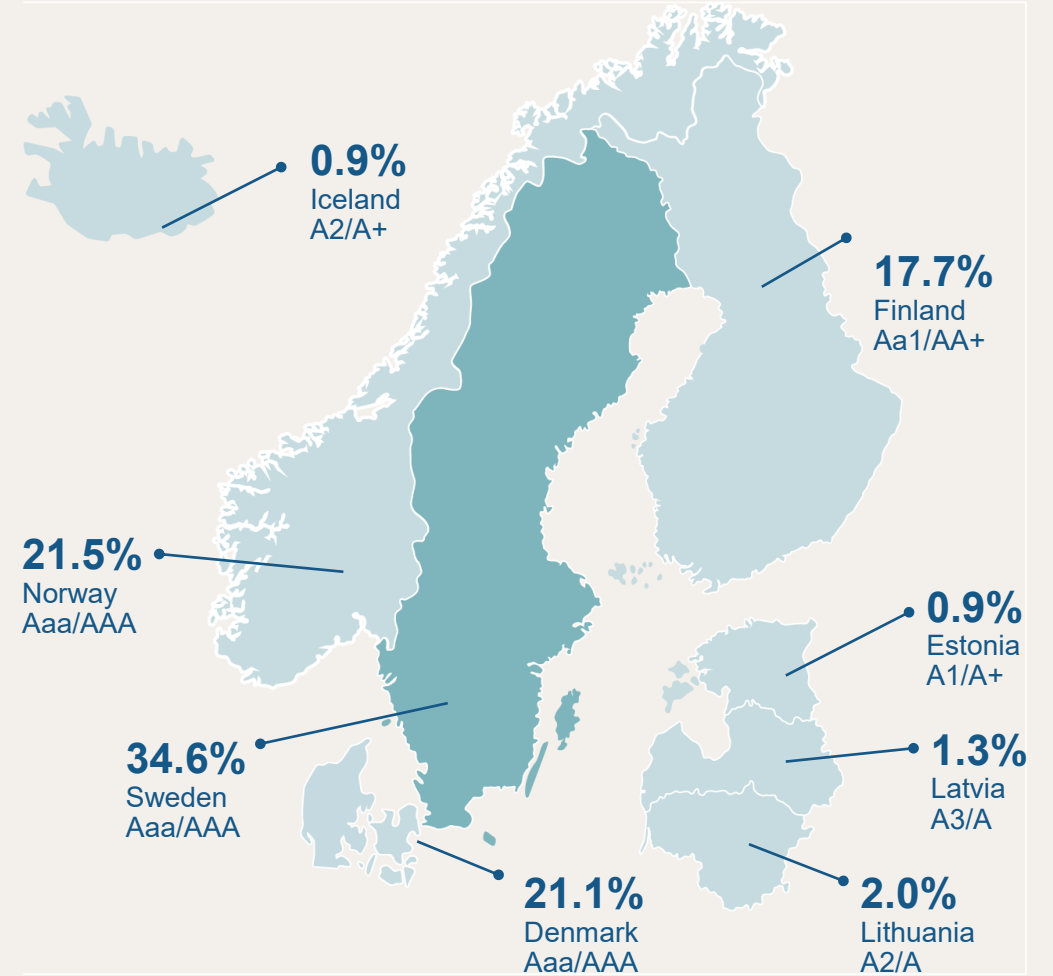 0.9%
Iceland
A2/A+
17.7%
Finland
Aa1/AA+
21.5%
Norway
Aaa/AAA
0.9%
Estonia
A1/A+
34.6%
Sweden
Aaa/AAA
1.3%
Latvia
A3/A
21.1%
Denmark
Aaa/AAA
2.0%
Lithuania
A2/A